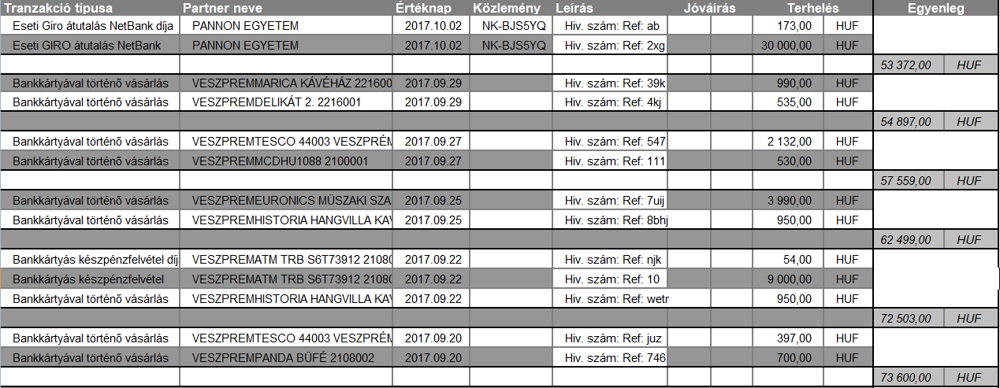 Tranzakció típusa Partner neve Értéknap Közlemény Leírás Jóváírás Terhelés Egyenleg
Eseti Giro átutalás NetBank díja PANNON EGYETEM 2017.10.02 NK-BJS5YQ Hiv. szám: Ref: ab 173,00 HUF
Eseti GIRO átutalás NetBank PANNON EGYETEM 2017.10.02 NK-BJS5YQ Hiv. szám: Ref: 2xg 30 000,00 HUF
53 372,00 HUF
Bankkártyával történő vásárlás VESZPREMMARICA KÁVÉHÁZ 221600 2017.09.29 Hiv. szám: Ref: 39k 990,00 HUF
Bankkártyával történő vásárlás VESZPREMDELIKÁT 2. 2216001 2017.09.29 Hiv. szám: Ref: 4kj 535,00 HUF
54 897,00 HUF
Bankkártyával történő vásárlás VESZPREMTESCO 44003 VESZPRÉM 2017.09.27 Hiv. szám: Ref: 547 2 132,00 HUF
Bankkártyával történő vásárlás VESZPREMMCDHU1088 2100001 2017.09.27 Hiv. szám: Ref: 111 530,00 HUF
57 559,00 HUF
Bankkártyával történő vásárlás VESZPREMEURONICS MŰSZAKI SZA 2017.09.25 Hiv. szám: Ref: 7uij 3 990,00 HUF
Bankkártyával történő vásárlás VESZPREMHISTORIA HANGVILLA KAV 2017.09.25 Hiv. szám: Ref: 8bhj 950,00 HUF
62 499,00 HUF
Bankkártyás készpénzfelvétel díj VESZPREMATM TRB S6T73912 21080 2017.09.22 Hiv. szám: Ref: njk 54,00 HUF
Bankkártyás készpénzfelvétel VESZPREMATM TRB S6T73912 21080 2017.09.22 Hiv. szám: Ref: 10 9 000,00 HUF
Bankkártyával történő vásárlás VESZPREMHISTORIA HANGVILLA KAV 2017.09.22 Hiv. szám: Ref: wetr 950,00 HUF
72 503,00 HUF
Bankkártyával történő vásárlás VESZPREMTESCO 44003 VESZPRÉM 2017.09.20 Hiv. szám: Ref: juz 397,00 HUF
Bankkártyával történő vásárlás VESZPREMPANDA BÜFÉ 2108002 2017.09.20 Hiv. szám: Ref: 746 700,00 HUF
73 600,00 HUF